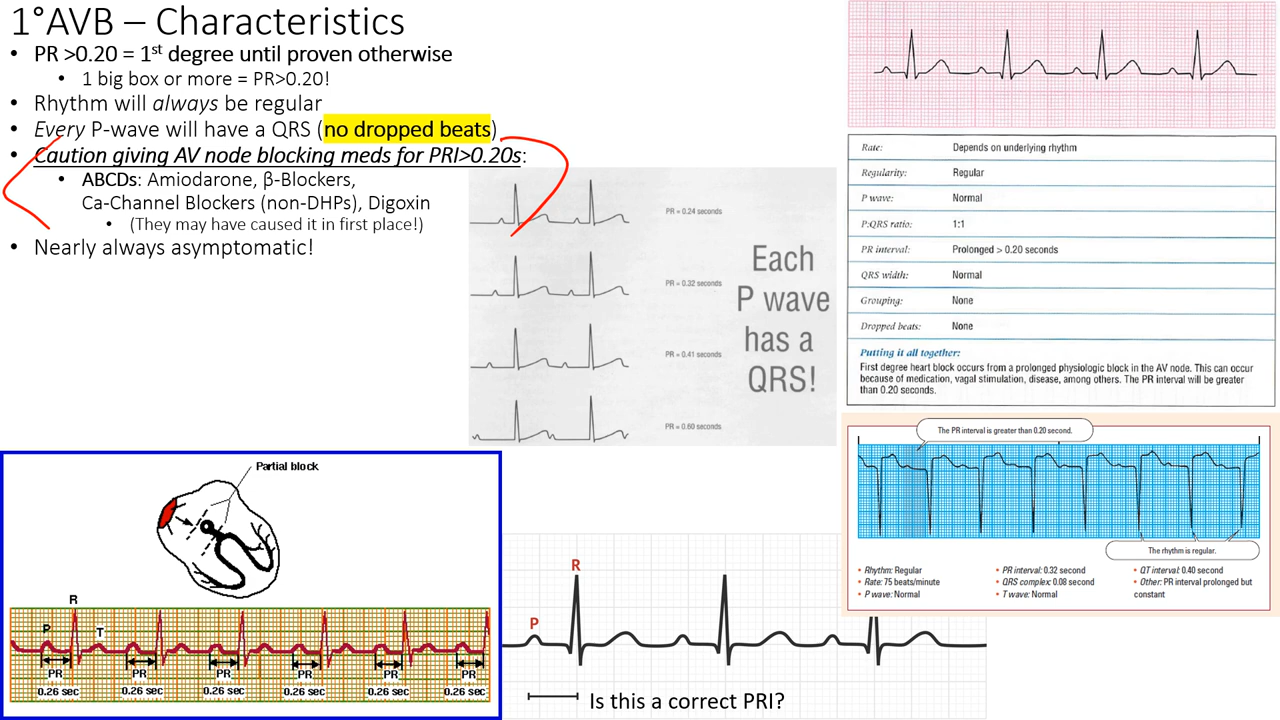 1°AVB – Characteristics
• PR >0.20 = 1st degree until proven otherwise
• 1 big box or more = PR>0.20!
• Rhythm will always be regular
• Every P-wave will have a QRS (no dropped beats)
• Caution giving AV node blocking meds for PRI>0.20s:
• ABCDs: Amiodarone, β-Blockers,
Ca-Channel Blockers (non-DHPs), Digoxin
• (They may have caused it in first place!)
• Nearly always asymptomatic!
PR = 0.24 seconds
PR = 0.32 seconds
PR = 0.41 seconds
PR = 0.60 seconds
Each
P wave
has a
QRS!
Rate: Depends on underlying rhythm
Regularity: Regular
P wave: Normal
P:QRS ratio: 1:1
PR interval: Prolonged > 0.20 seconds
QRS width: Normal
Grouping: None
Dropped beats: None
Putting it all together:
First degree heart block occurs from a prolonged physiologic block in the AV node. This can occur
because of medication, vagal stimulation, disease, among others. The PR interval will be greater
than 0.20 seconds.
The PR interval is greater than 0.20 second.
The rhythm is regular.
• Rhythm: Regular
• Rate: 75 beats/minute
• P wave: Normal
• PR interval: 0.32 second
• QRS complex: 0.08 second
• T wave: Normal
• QT interval: 0.40 second
• Other: PR interval prolonged but
constant
Partial block
R
P
T
PR PR PR PR PR PR
0.26 sec 0.26 sec 0.26 sec 0.26 sec 0.26 sec 0.26 sec
R
P
Is this a correct PRI?